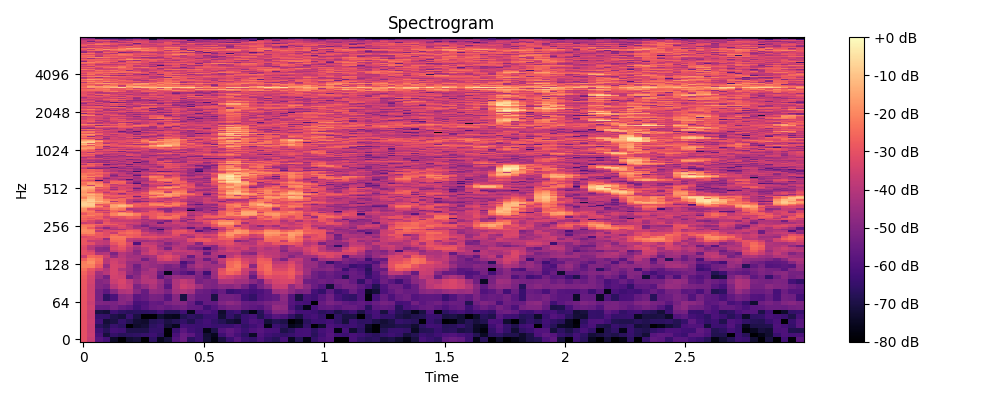 Spectrogram
Hz
4096
2048
1024
512
256
128
64
0
0
0.5
1
1.5
2
2.5
Time
+0 dB
-10 dB
-20 dB
-30 dB
-40 dB
-50 dB
-60 dB
-70 dB
-80 dB